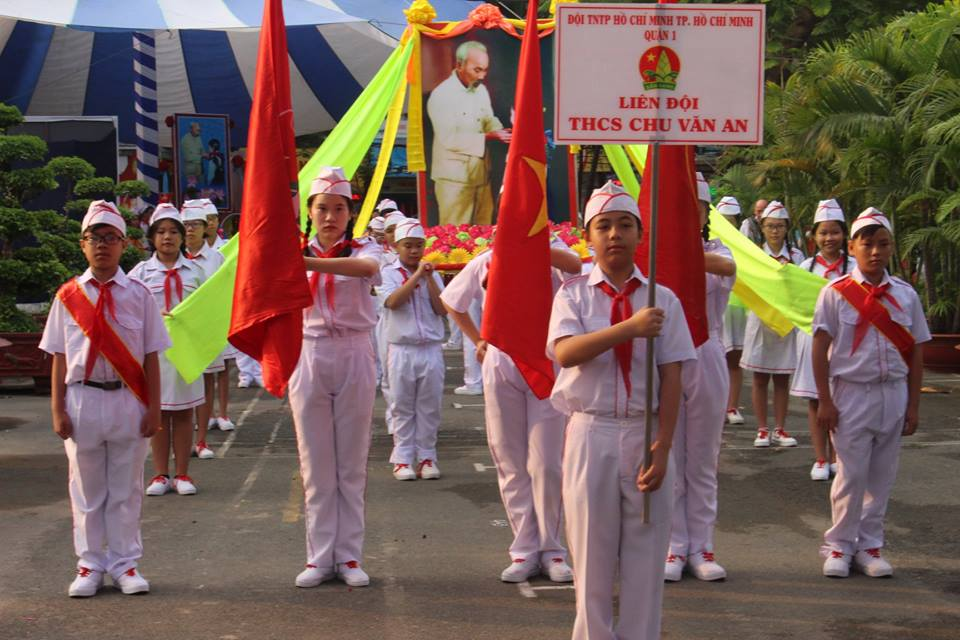 ĐỘI TNTP HỒ CHÍ MINH TP. HỒ CHÍ MINH
QUẬN 1
LIÊN ĐỘI
THCS CHU VĂN AN